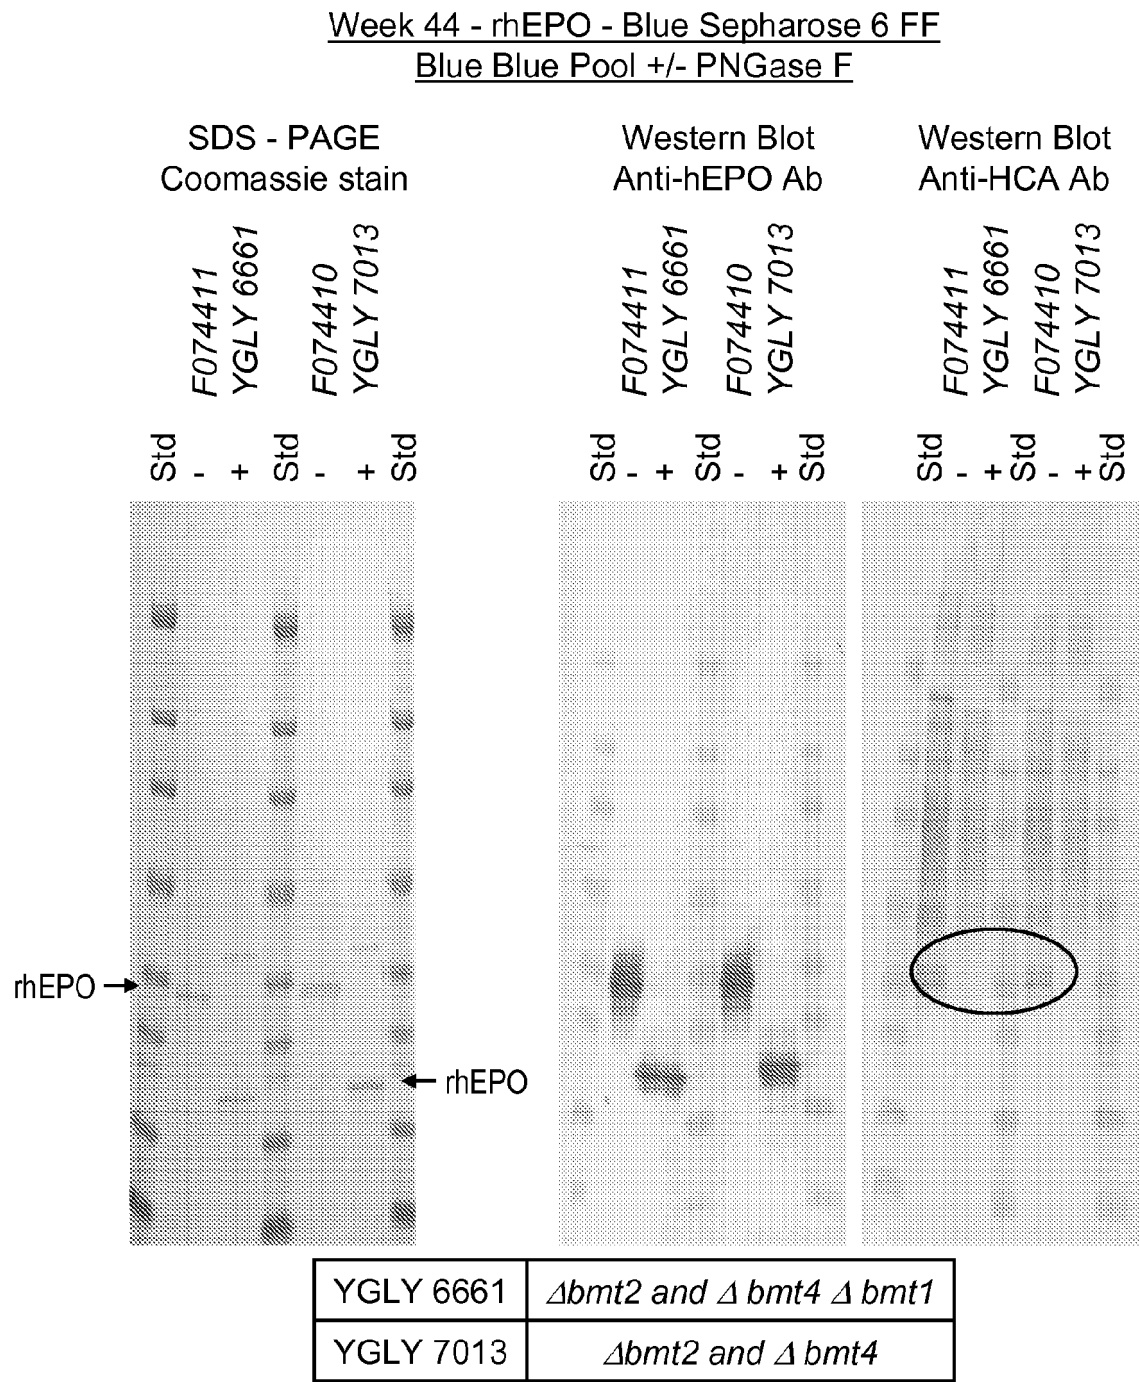 Week 44 - rhEPO - Blue Sepharose 6 FF
Blue Blue Pool +/- PNGase F
SDS - PAGE
Coomassie stain
Western Blot
Anti-hEPO Ab
Western Blot
Anti-HCA Ab
F074411
YGLY 6661
F074410
YGLY 7013
F074411
YGLY 6661
F074410
YGLY 7013
F074411
YGLY 6661
F074410
YGLY 7013
Std - + Std - + Std
Std - + Std - + Std
Std - + Std - + Std
rhEPO
rhEPO
YGLY 6661 Δbmt2 and Δ bmt4 Δ bmt1
YGLY 7013 Δbmt2 and Δ bmt4